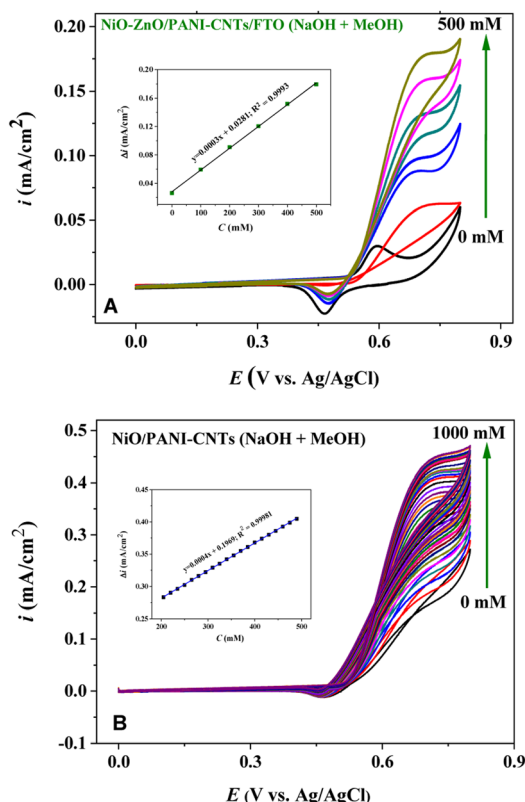 NiO-ZnO/PANI-CNTs/FTO (NaOH + MeOH)
500 mM
0.20
0.15
0.10
0.05
0.00
i (mA/cm²)
0.20
0.16
0.12
0.08
0.04
Δi (mA/cm²)
y=0.0003x + 0.0281; R² = 0.9993
0 100 200 300 400 500
C (mM)
0 mM
A
0.0 0.3 0.6 0.9
E (V vs. Ag/AgCl)
NiO/PANI-CNTs (NaOH + MeOH)
1000 mM
0.5
0.4
0.3
0.2
0.1
0.0
-0.1
i (mA/cm²)
0.45
0.40
0.35
0.30
0.25
Δi (mA/cm²)
y=0.0004x + 0.1969; R² = 0.99981
200 300 400 500
C (mM)
0 mM
B
0.0 0.3 0.6 0.9
E (V vs. Ag/AgCl)